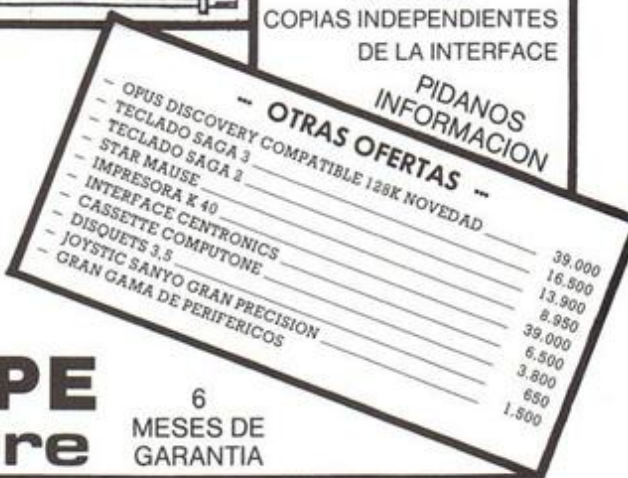 COPIAS INDEPENDIENTES
DE LA INTERFACE
PIDANOS
INFORMACION
-- OTRAS OFERTAS --
- OPUS DISCOVERY COMPATIBLE 128K NOVEDAD 39.000
- TECLADO SAGA 3 16.500
- TECLADO SAGA 2 13.900
- STAR MAUSE 8.950
- IMPRESORA K 40 39.000
- INTERFACE CENTRONICS 6.500
- CASSETTE COMPUTONE 3.800
- DISQUETS 3,5 650
- JOYSTIC SANYO GRAN PRECISION 1.500
- GRAN GAMA DE PERIFERICOS
PE
re
6
MESES DE
GARANTIA